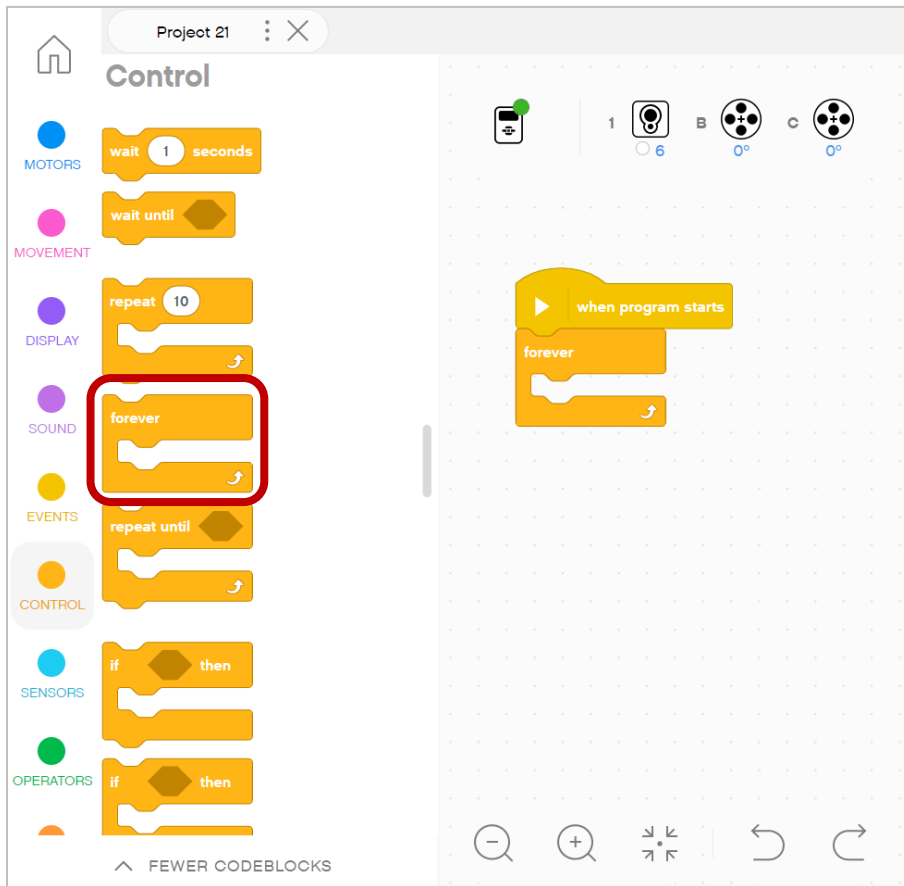 Project 21
Control
MOTORS
MOVEMENT
DISPLAY
SOUND
EVENTS
CONTROL
SENSORS
OPERATORS
wait 1 seconds
wait until
repeat 10
forever
repeat until
if then
if then
FEWER CODEBLOCKS
1 B C
6 0° 0°
when program starts
forever